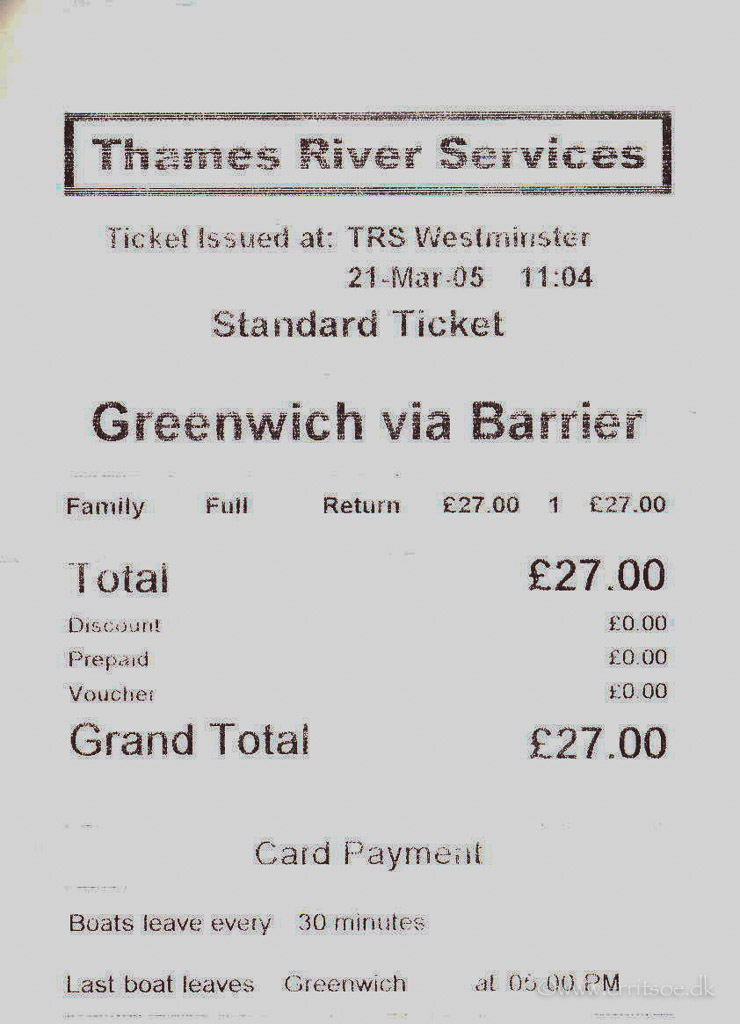 Thames River Services
Ticket Issued at: TRS Westminster
21-Mar-05 11:04
Standard Ticket
Greenwich via Barrier
Family Full Return £27.00 1 £27.00
Total £27.00
Discount £0.00
Prepaid £0.00
Voucher £0.00
Grand Total £27.00
Card Payment
Boats leave every 30 minutes
Last boat leaves Greenwich at 05:00 PM